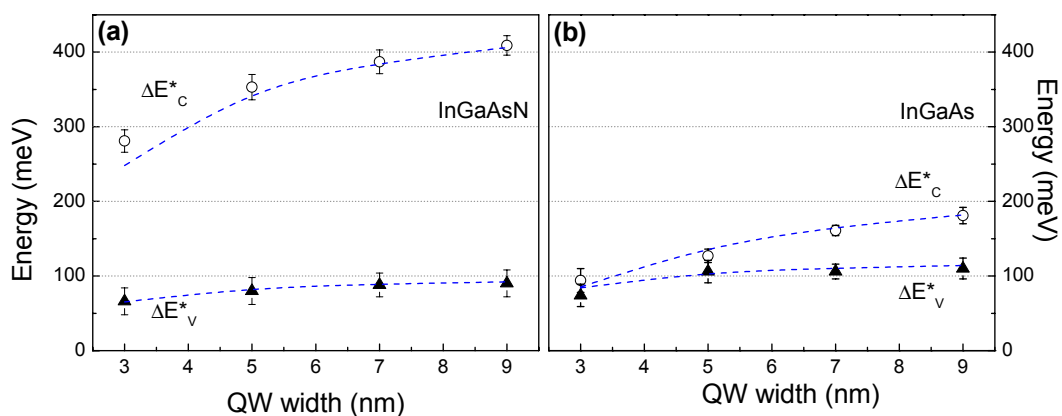 (a)
400
300
200
100
0
Energy (meV)
ΔE*C
InGaAsN
ΔE*V
3 4 5 6 7 8 9
QW width (nm)
(b)
InGaAs
ΔE*C
ΔE*V
3 4 5 6 7 8 9
QW width (nm)
400
300
200
100
0
Energy (meV)